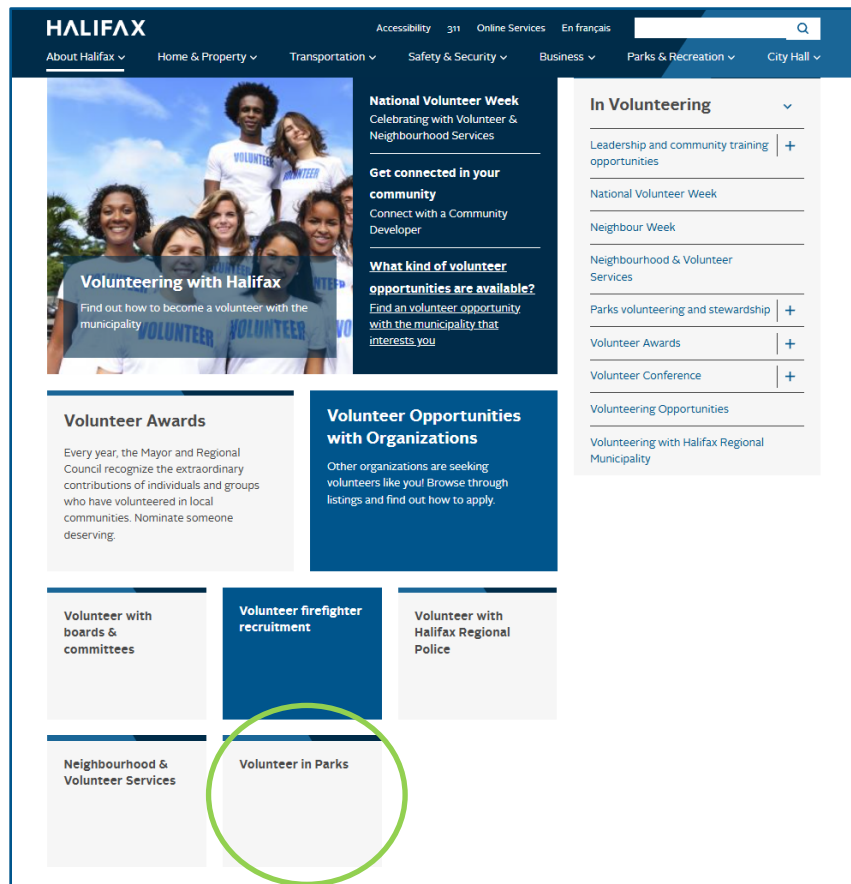 HALIFAX
Accessibility 311 Online Services En français
About Halifax Home & Property Transportation Safety & Security Business Parks & Recreation City Hall
VOLUNTEER
VOLUNTEER
NTEER
VOLUNTEER
VOLUNTEER
VO
Volunteering with Halifax
Find out how to become a volunteer with the
municipality
National Volunteer Week
Celebrating with Volunteer &
Neighbourhood Services
Get connected in your
community
Connect with a Community
Developer
What kind of volunteer
opportunities are available?
Find an volunteer opportunity
with the municipality that
interests you
In Volunteering
Leadership and community training
opportunities
National Volunteer Week
Neighbour Week
Neighbourhood & Volunteer
Services
Parks volunteering and stewardship
Volunteer Awards
Volunteer Conference
Volunteering Opportunities
Volunteering with Halifax Regional
Municipality
Volunteer Awards
Every year, the Mayor and Regional
Council recognize the extraordinary
contributions of individuals and groups
who have volunteered in local
communities. Nominate someone
deserving.
Volunteer Opportunities
with Organizations
Other organizations are seeking
volunteers like you! Browse through
listings and find out how to apply.
Volunteer with
boards &
committees
Volunteer firefighter
recruitment
Volunteer with
Halifax Regional
Police
Neighbourhood &
Volunteer Services
Volunteer in Parks